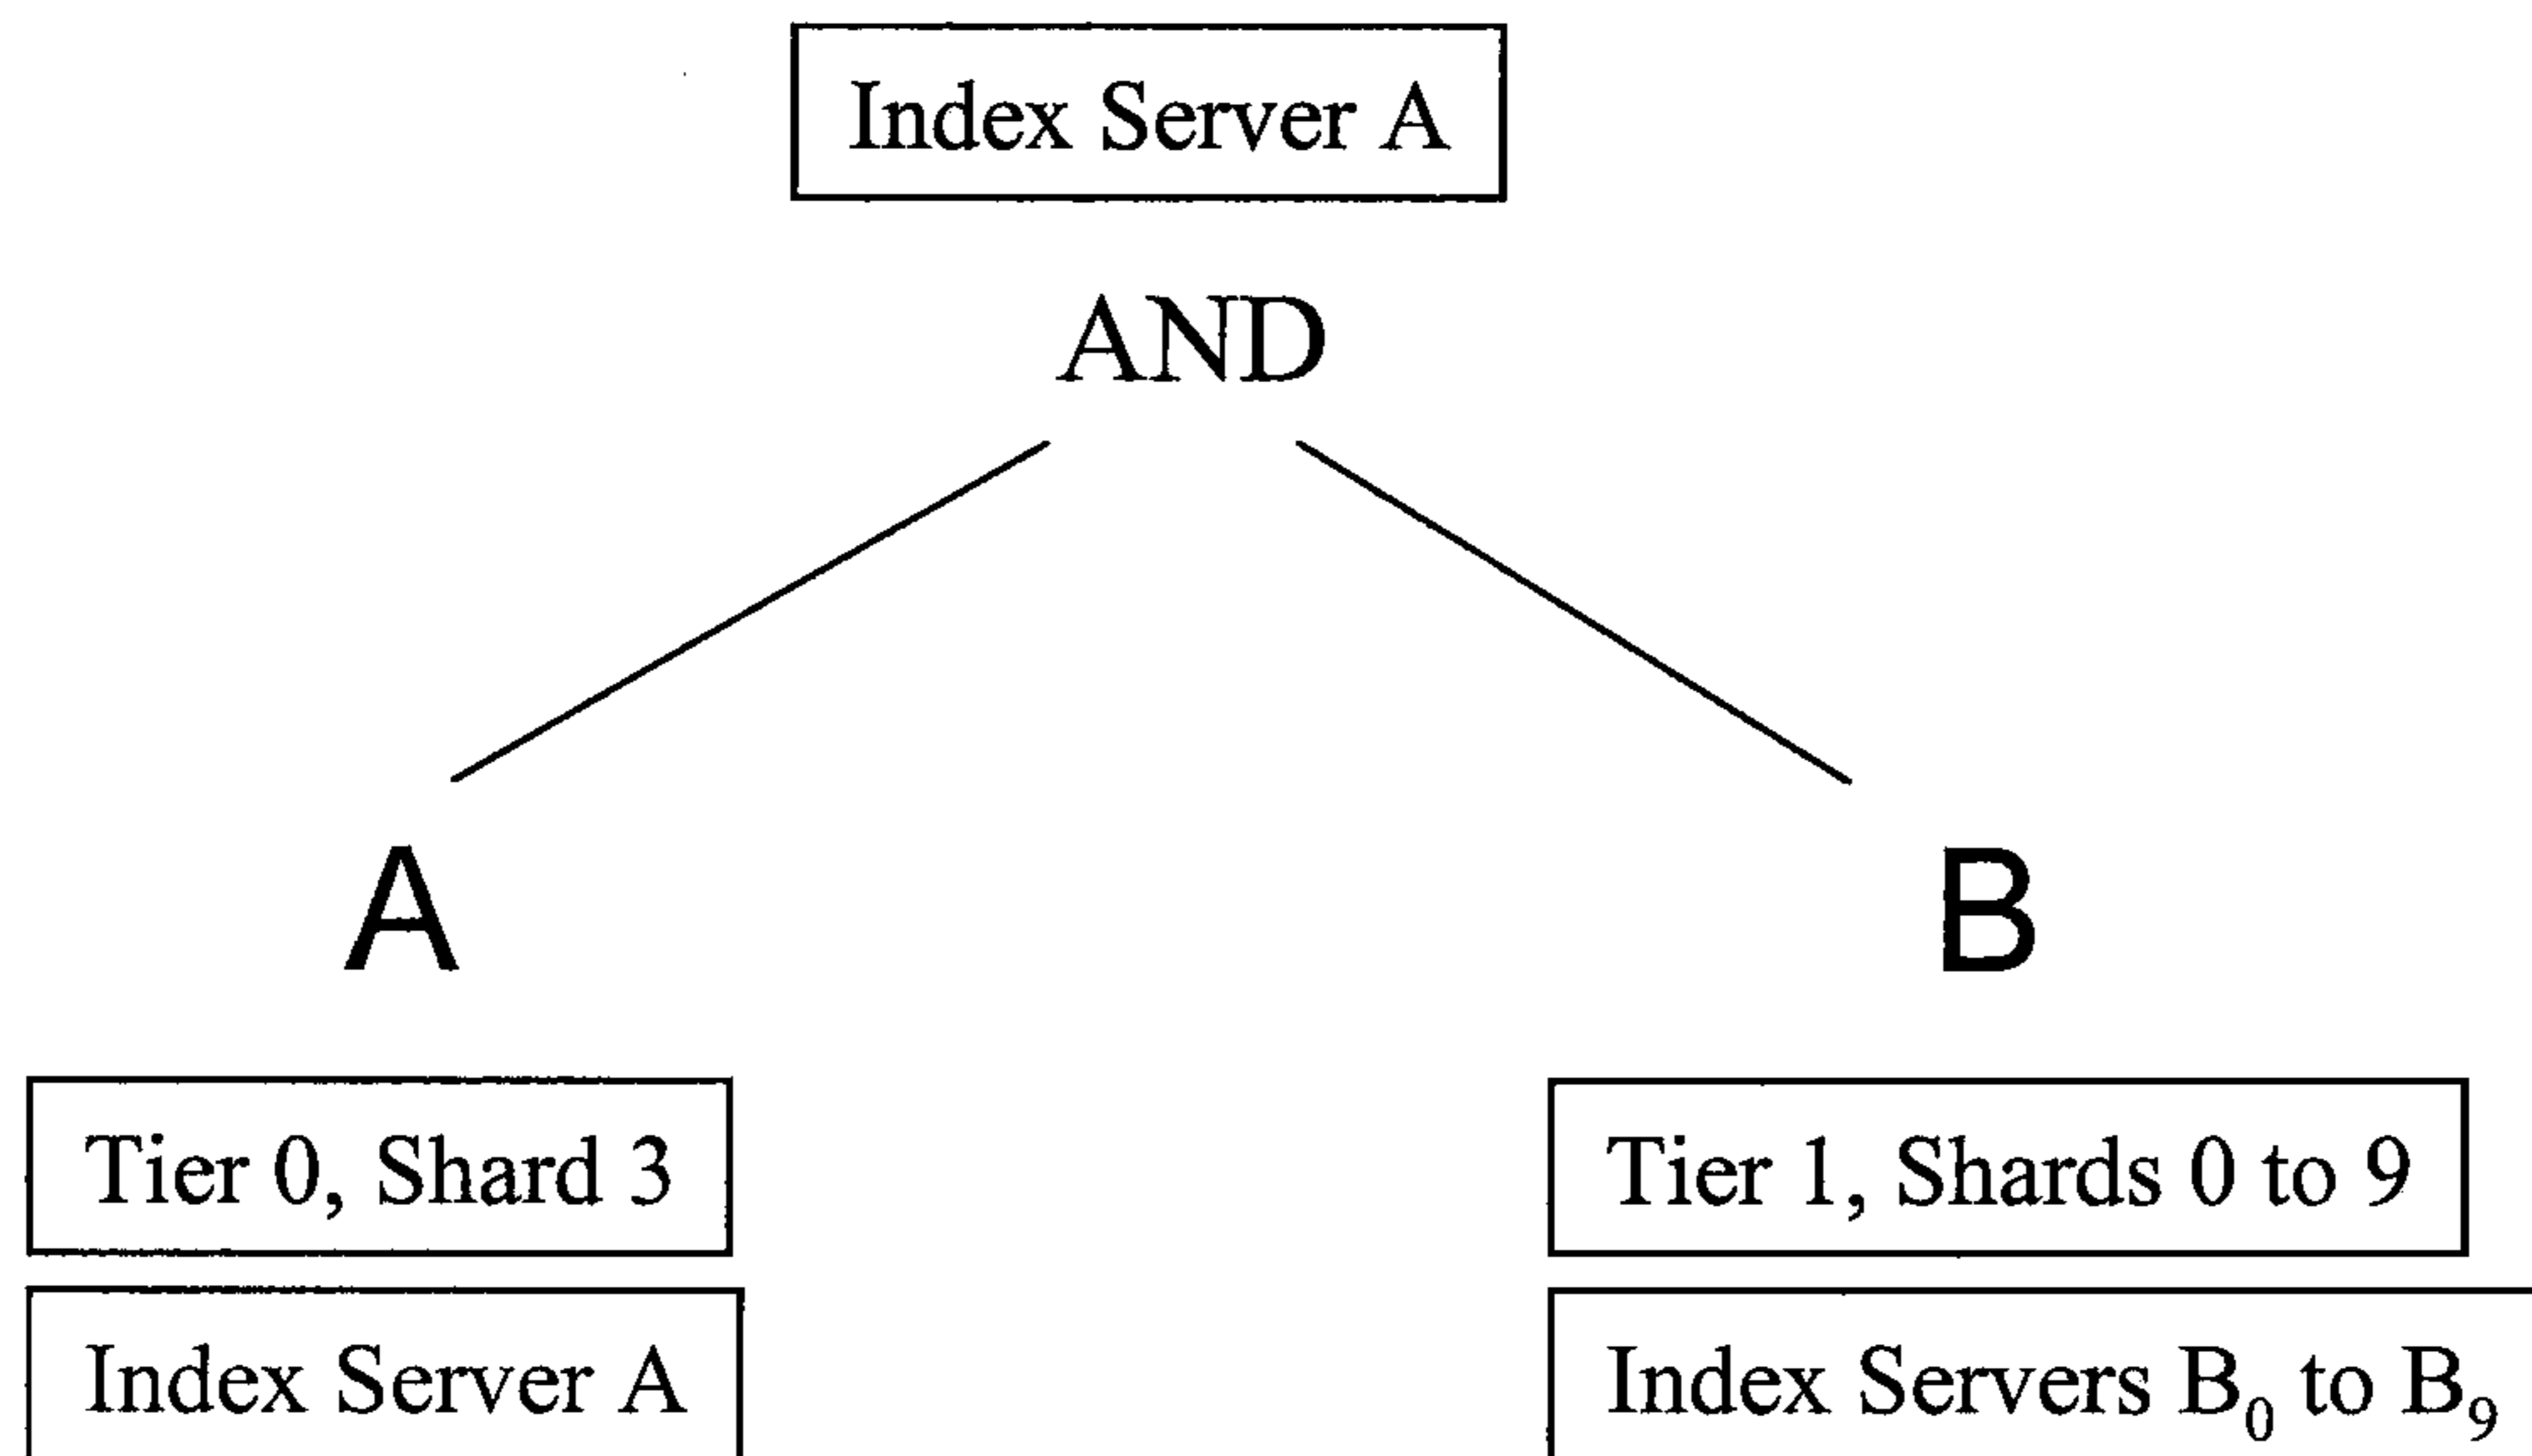 Index Server A
AND
A
B
Tier 0, Shard 3
Tier 1, Shards 0 to 9
Index Server A
Index Servers B₀ to B₉